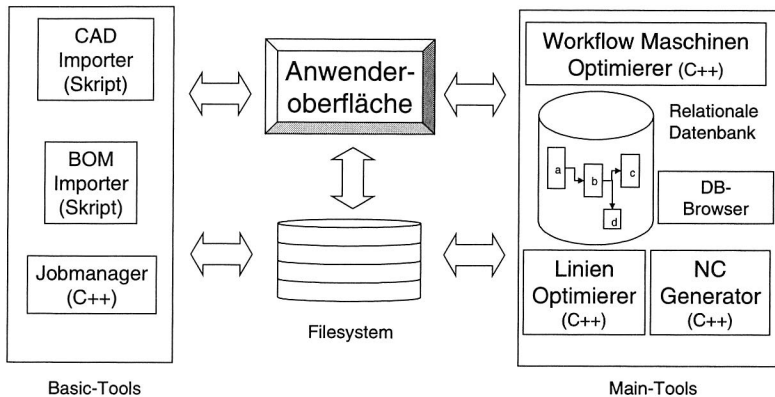 CAD
Importer
(Skript)
BOM
Importer
(Skript)
Jobmanager
(C++)
Basic-Tools
Anwender-
oberfläche
Filesystem
Workflow Maschinen
Optimierer (C++)
Relationale
Datenbank
a
b
c
d
DB-
Browser
Linien
Optimierer
(C++)
NC
Generator
(C++)
Main-Tools